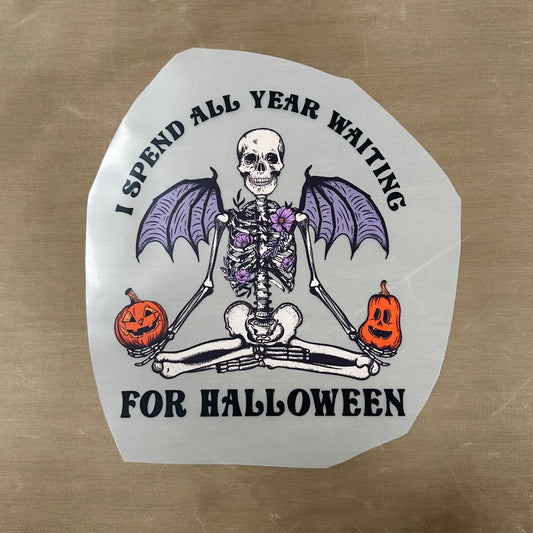 I SPEND ALL YEAR WAITING
FOR HALLOWEEN